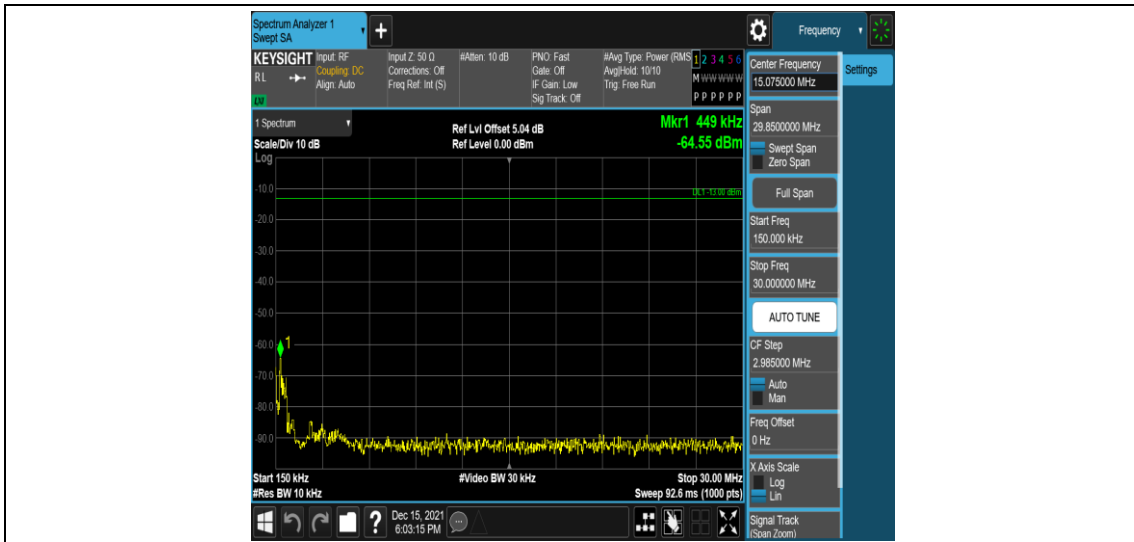 Spectrum Analyzer 1
Swept SA
Frequency
KEYSIGHT
RL
Input: RF
Coupling: DC
Align: Auto
Input Z: 50 Ω
Corrections: Off
Freq Ref: Int (S)
#Atten: 10 dB
PNO: Fast
Gate: Off
IF Gain: Low
Sig Track: Off
#Avg Type: Power (RMS
Avg|Hold: 10/10
Trig: Free Run
1 2 3 4 5 6
M W W W W W
P P P P P P
1 Spectrum
Scale/Div 10 dB
Ref Lvl Offset 5.04 dB
Ref Level 0.00 dBm
Mkr1 449 kHz
-64.55 dBm
Log
DL1 -13.00 dBm
-10.0
-20.0
-30.0
-40.0
-50.0
-60.0
1
-70.0
-80.0
-90.0
Start 150 kHz
#Video BW 30 kHz
Stop 30.00 MHz
#Res BW 10 kHz
Sweep 92.6 ms (1000 pts)
?
Dec 15, 2021
6:03:15 PM
Center Frequency
15.075000 MHz
Settings
Span
29.8500000 MHz
Swept Span
Zero Span
Full Span
Start Freq
150.000 kHz
Stop Freq
30.000000 MHz
AUTO TUNE
CF Step
2.985000 MHz
Auto
Man
Freq Offset
0 Hz
X Axis Scale
Log
Lin
Signal Track
(Span Zoom)